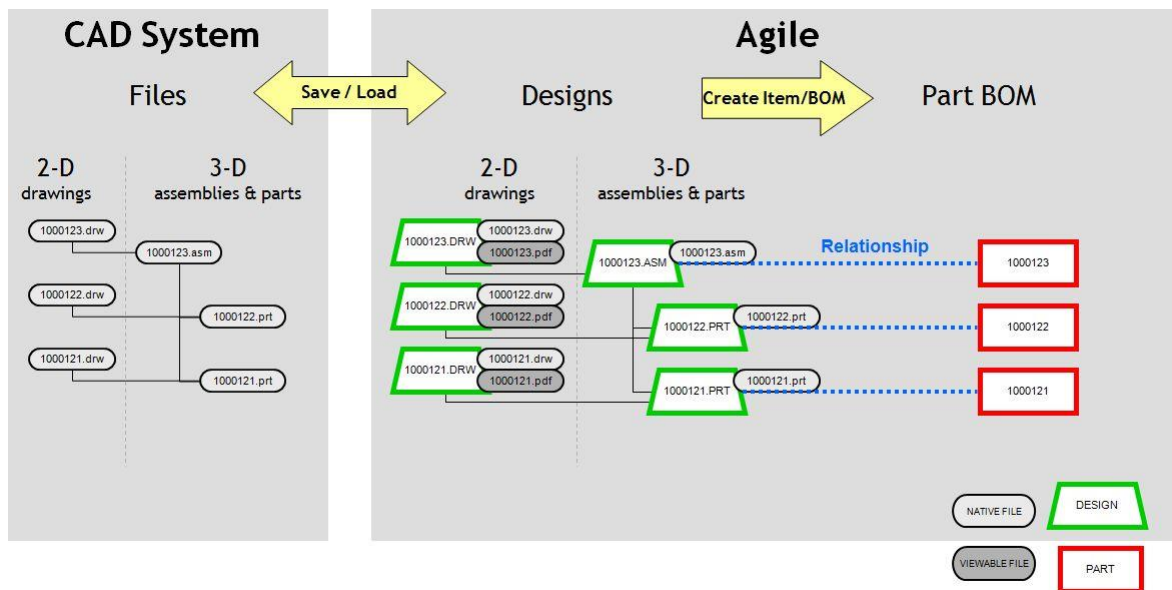 CAD System
Agile
Files
Save / Load
Designs
Create Item/BOM
Part BOM
2-D
drawings
3-D
assemblies & parts
2-D
drawings
3-D
assemblies & parts
1000123.drw
1000123.asm
1000122.drw
1000122.prt
1000121.drw
1000121.prt
1000123.DRW
1000123.drw
1000123.pdf
1000123.ASM
1000123.asm
Relationship
1000123
1000122.DRW
1000122.drw
1000122.pdf
1000122.PRT
1000122.prt
1000122
1000121.DRW
1000121.drw
1000121.pdf
1000121.PRT
1000121.prt
1000121
NATIVE FILE
DESIGN
VIEWABLE FILE
PART